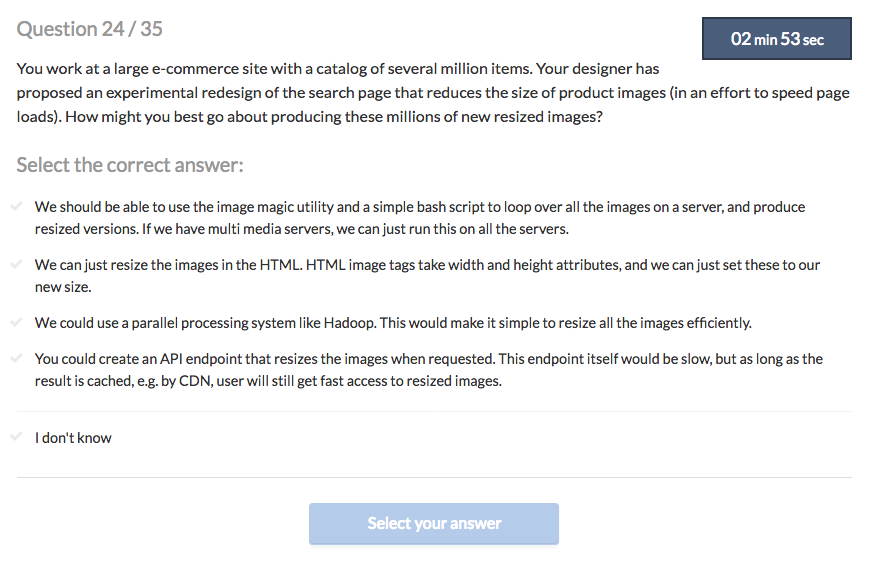 Question 24 / 35
02 min 53 sec
You work at a large e-commerce site with a catalog of several million items. Your designer has
proposed an experimental redesign of the search page that reduces the size of product images (in an effort to speed page
loads). How might you best go about producing these millions of new resized images?
Select the correct answer:
We should be able to use the image magic utility and a simple bash script to loop over all the images on a server, and produce
resized versions. If we have multi media servers, we can just run this on all the servers.
We can just resize the images in the HTML. HTML image tags take width and height attributes, and we can just set these to our
new size.
We could use a parallel processing system like Hadoop. This would make it simple to resize all the images efficiently.
You could create an API endpoint that resizes the images when requested. This endpoint itself would be slow, but as long as the
result is cached, e.g. by CDN, user will still get fast access to resized images.
I don't know
Select your answer